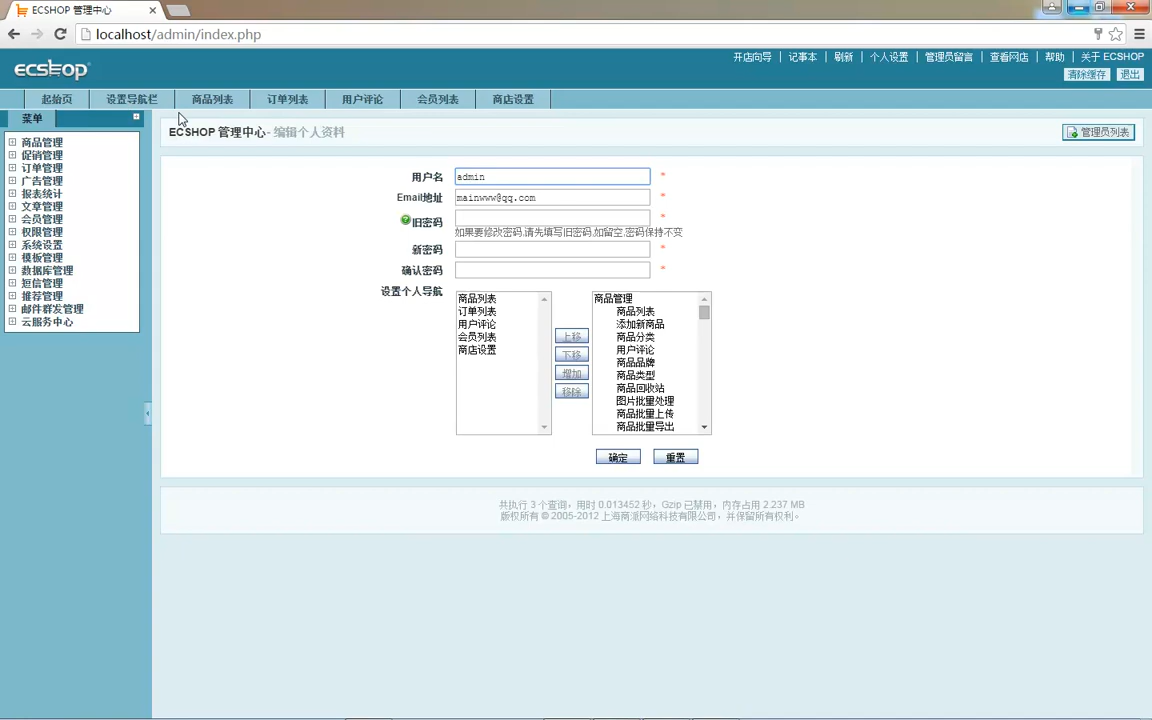 ECSHOP 管理中心
localhost/admin/index.php
ECSHOP
开店向导 | 记事本 | 刷新 | 个人设置 | 管理员留言 | 查看网店 | 帮助 | 关于 ECSHOP
清除缓存 退出
起始页 设置导航栏 商品列表 订单列表 用户评论 会员列表 商店设置
菜单
商品管理
促销管理
订单管理
广告管理
报表统计
文章管理
会员管理
权限管理
系统设置
模板管理
数据库管理
短信管理
推荐管理
邮件群发管理
云服务中心
ECSHOP 管理中心 - 编辑个人资料
管理员列表
用户名 admin *
Email地址 mainwww@qq.com *
旧密码 *
如果要修改密码,请先填写旧密码,如留空,密码保持不变
新密码 *
确认密码 *
设置个人导航
商品列表
订单列表
用户评论
会员列表
商店设置
上移
下移
增加
移除
商品管理
商品列表
添加新商品
商品分类
用户评论
商品品牌
商品类型
商品回收站
图片批量处理
商品批量上传
商品批量导出
确定 重置
共执行 3 个查询，用时 0.013452 秒，Gzip 已禁用，内存占用 2.237 MB
版权所有 © 2005-2012 上海商派网络科技有限公司，并保留所有权利。